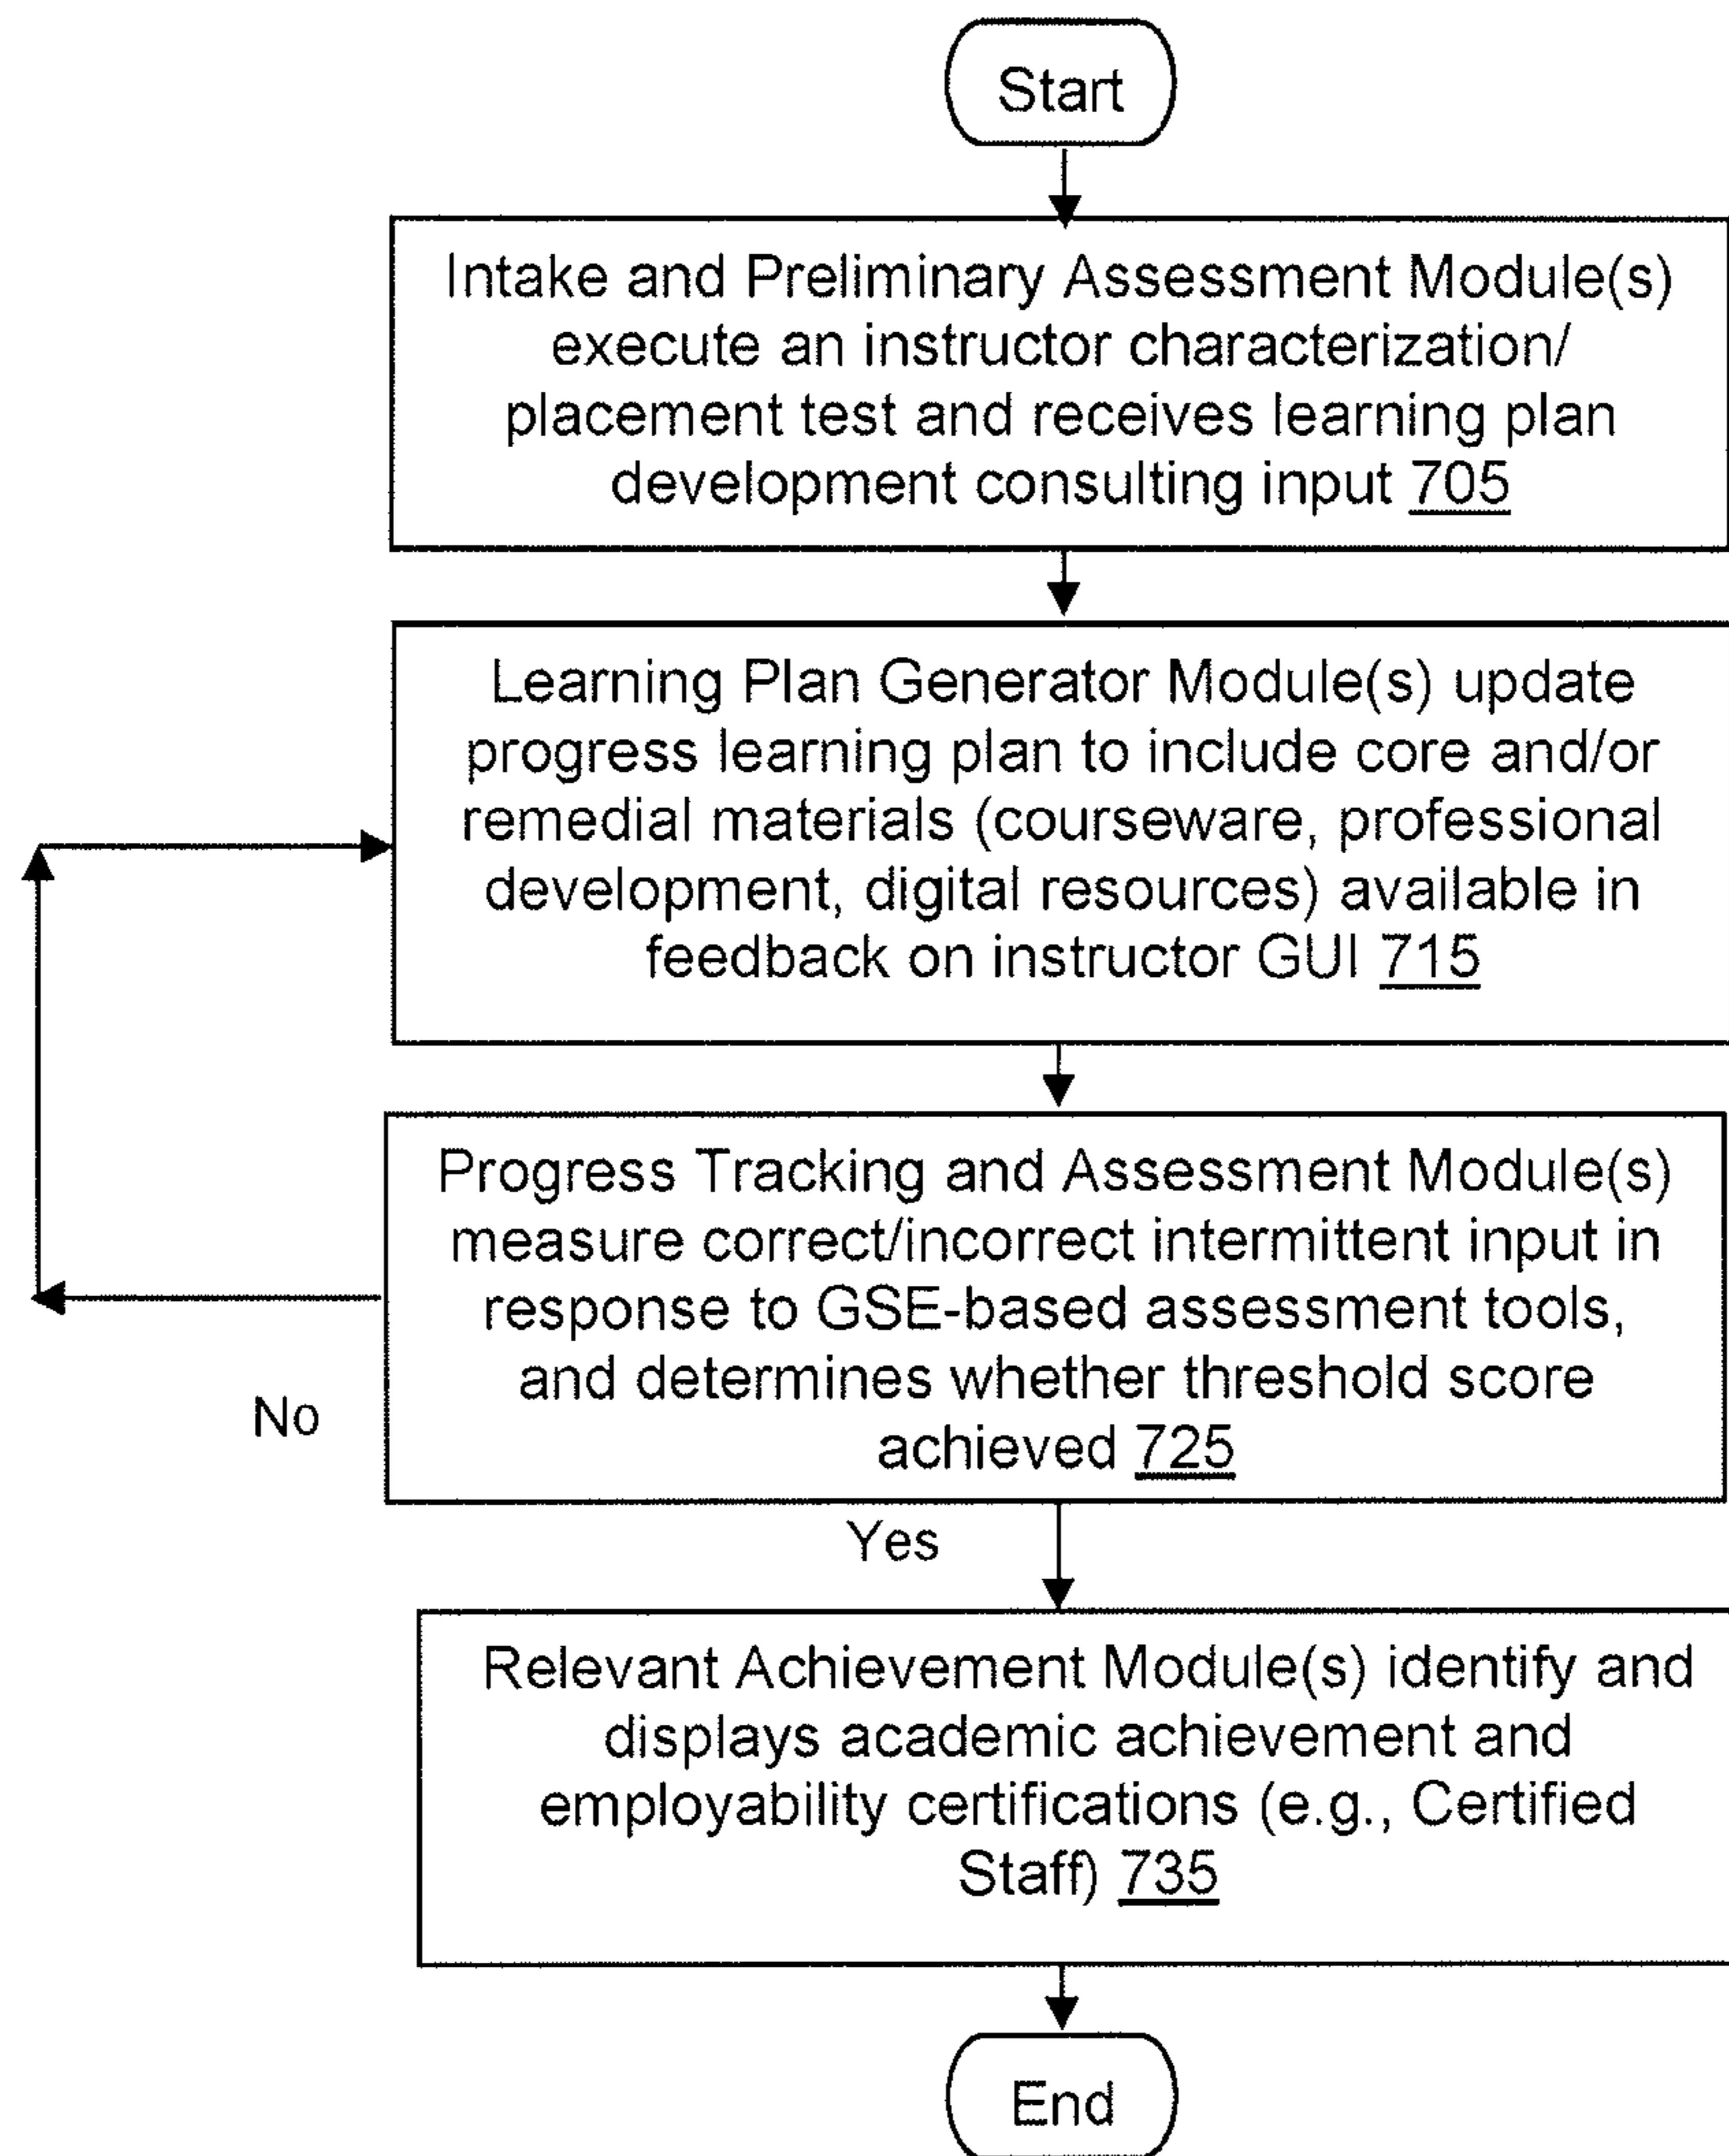 Start
Intake and Preliminary Assessment Module(s)
execute an instructor characterization/
placement test and receives learning plan
development consulting input 705
Learning Plan Generator Module(s) update
progress learning plan to include core and/or
remedial materials (courseware, professional
development, digital resources) available in
feedback on instructor GUI 715
Progress Tracking and Assessment Module(s)
measure correct/incorrect intermittent input in
response to GSE-based assessment tools,
and determines whether threshold score
achieved 725
No
Yes
Relevant Achievement Module(s) identify and
displays academic achievement and
employability certifications (e.g., Certified
Staff) 735
End